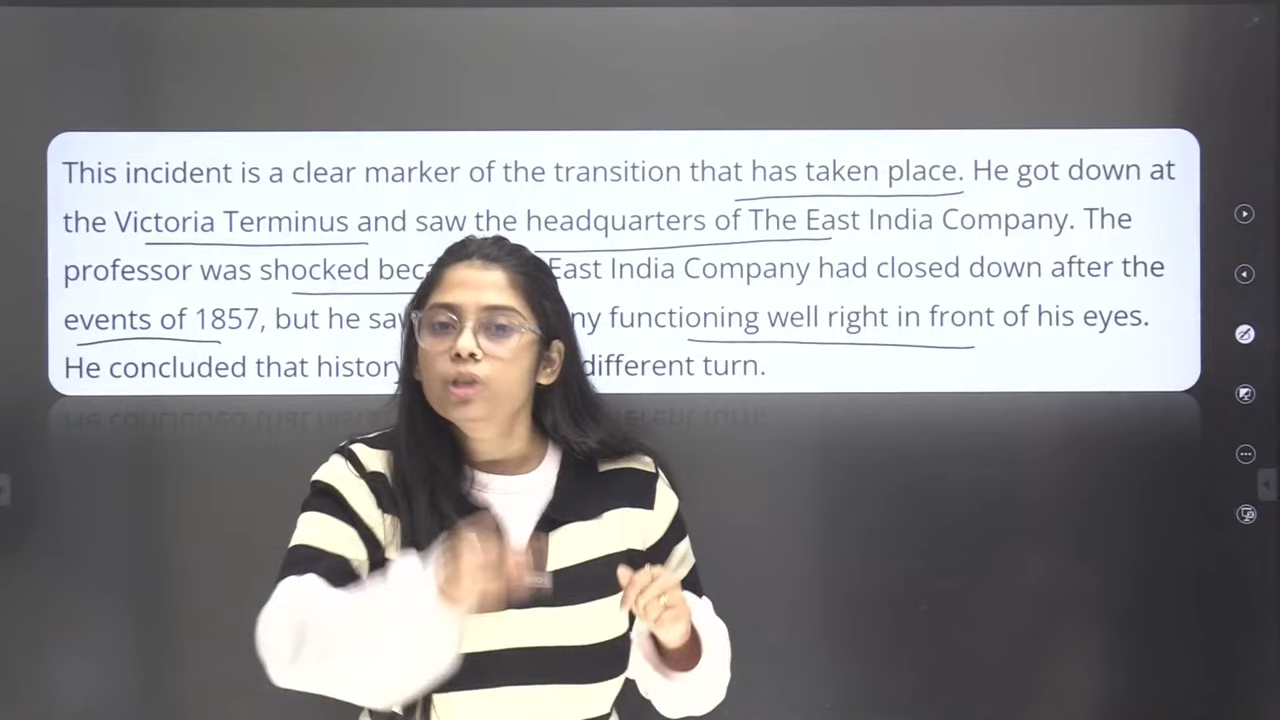 This incident is a clear marker of the transition that has taken place. He got down at
the Victoria Terminus and saw the headquarters of The East India Company. The
professor was shocked East India Company had closed down after the
events of 1857, but he functioning well right in front of his eyes.
He concluded that history different turn.